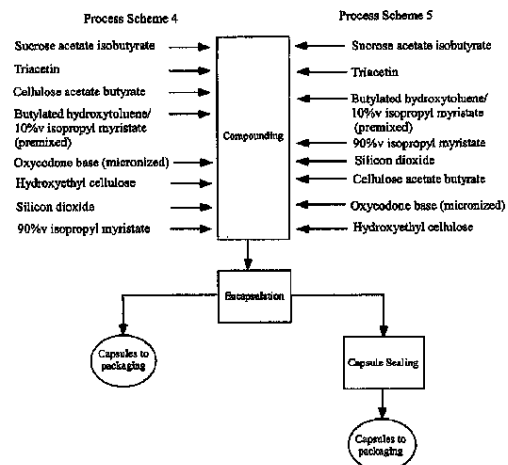 Process Scheme 4
Process Scheme 5
Sucrose acetate isobutyrate
Triacetin
Cellulose acetate butyrate
Butylated hydroxytoluene/
10%v isopropyl myristate
(premixed)
Oxycodone base (micronized)
Hydroxyethyl cellulose
Silicon dioxide
90%v isopropyl myristate
Compounding
Sucrose acetate isobutyrate
Triacetin
Butylated hydroxytoluene/
10%v isopropyl myristate
(premixed)
90%v isopropyl myristate
Silicon dioxide
Cellulose acetate butyrate
Oxycodone base (micronized)
Hydroxyethyl cellulose
Encapsulation
Capsules to
packaging
Capsule Sealing
Capsules to
packaging